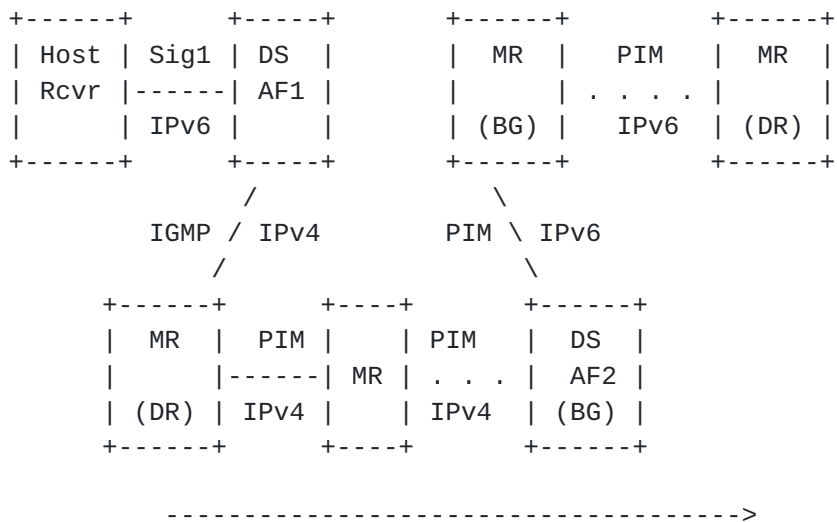 +------+      +-----+       +------+         +------+
| Host | Sig1 | DS  |       |  MR  |   PIM   |  MR  |
| Rcvr |------| AF1 |       |      | . . . . |      |
|      | IPv6 |     |       | (BG) |   IPv6  | (DR) |
+------+      +-----+       +------+         +------+
               /               \
         IGMP / IPv4        PIM \ IPv6
             /                   \
      +------+      +----+       +------+
      |  MR  |  PIM |    | PIM   |  DS  |
      |      |------| MR | . . . |  AF2 |
      | (DR) | IPv4 |    | IPv4  | (BG) |
      +------+      +----+       +------+
          ------------------------------------->